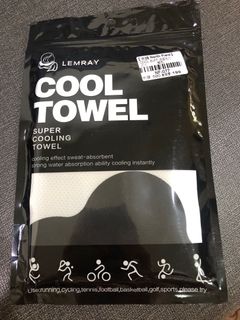 LEMRAY
COOL
TOWEL
SUPER
COOLING
TOWEL
cooling effect sweat-absorbent
strong water absorption ability cooling instantly
running,cycling,tennis,football,basketball,golf,sports,please try